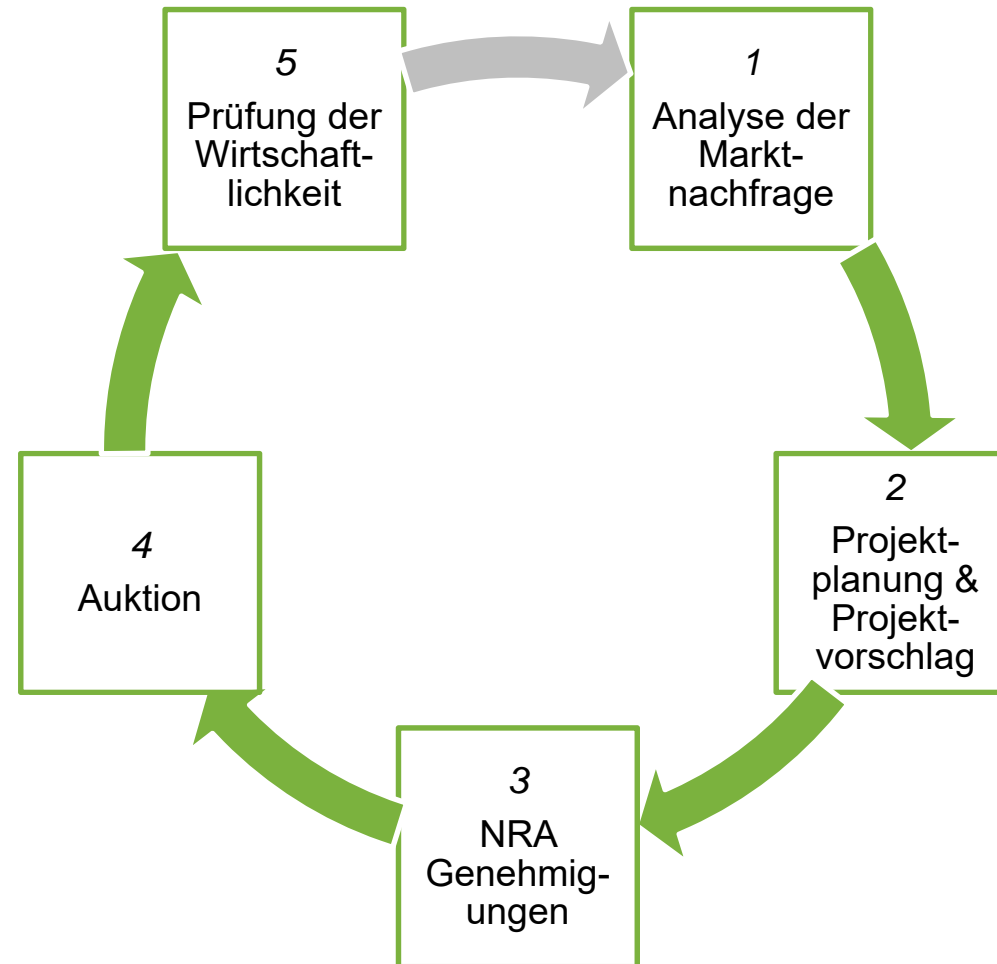 1
Analyse der
Markt-
nachfrage
2
Projekt-
planung &
Projekt-
vorschlag
3
NRA
Genehmig-
ungen
4
Auktion
5
Prüfung der
Wirtschaft-
lichkeit